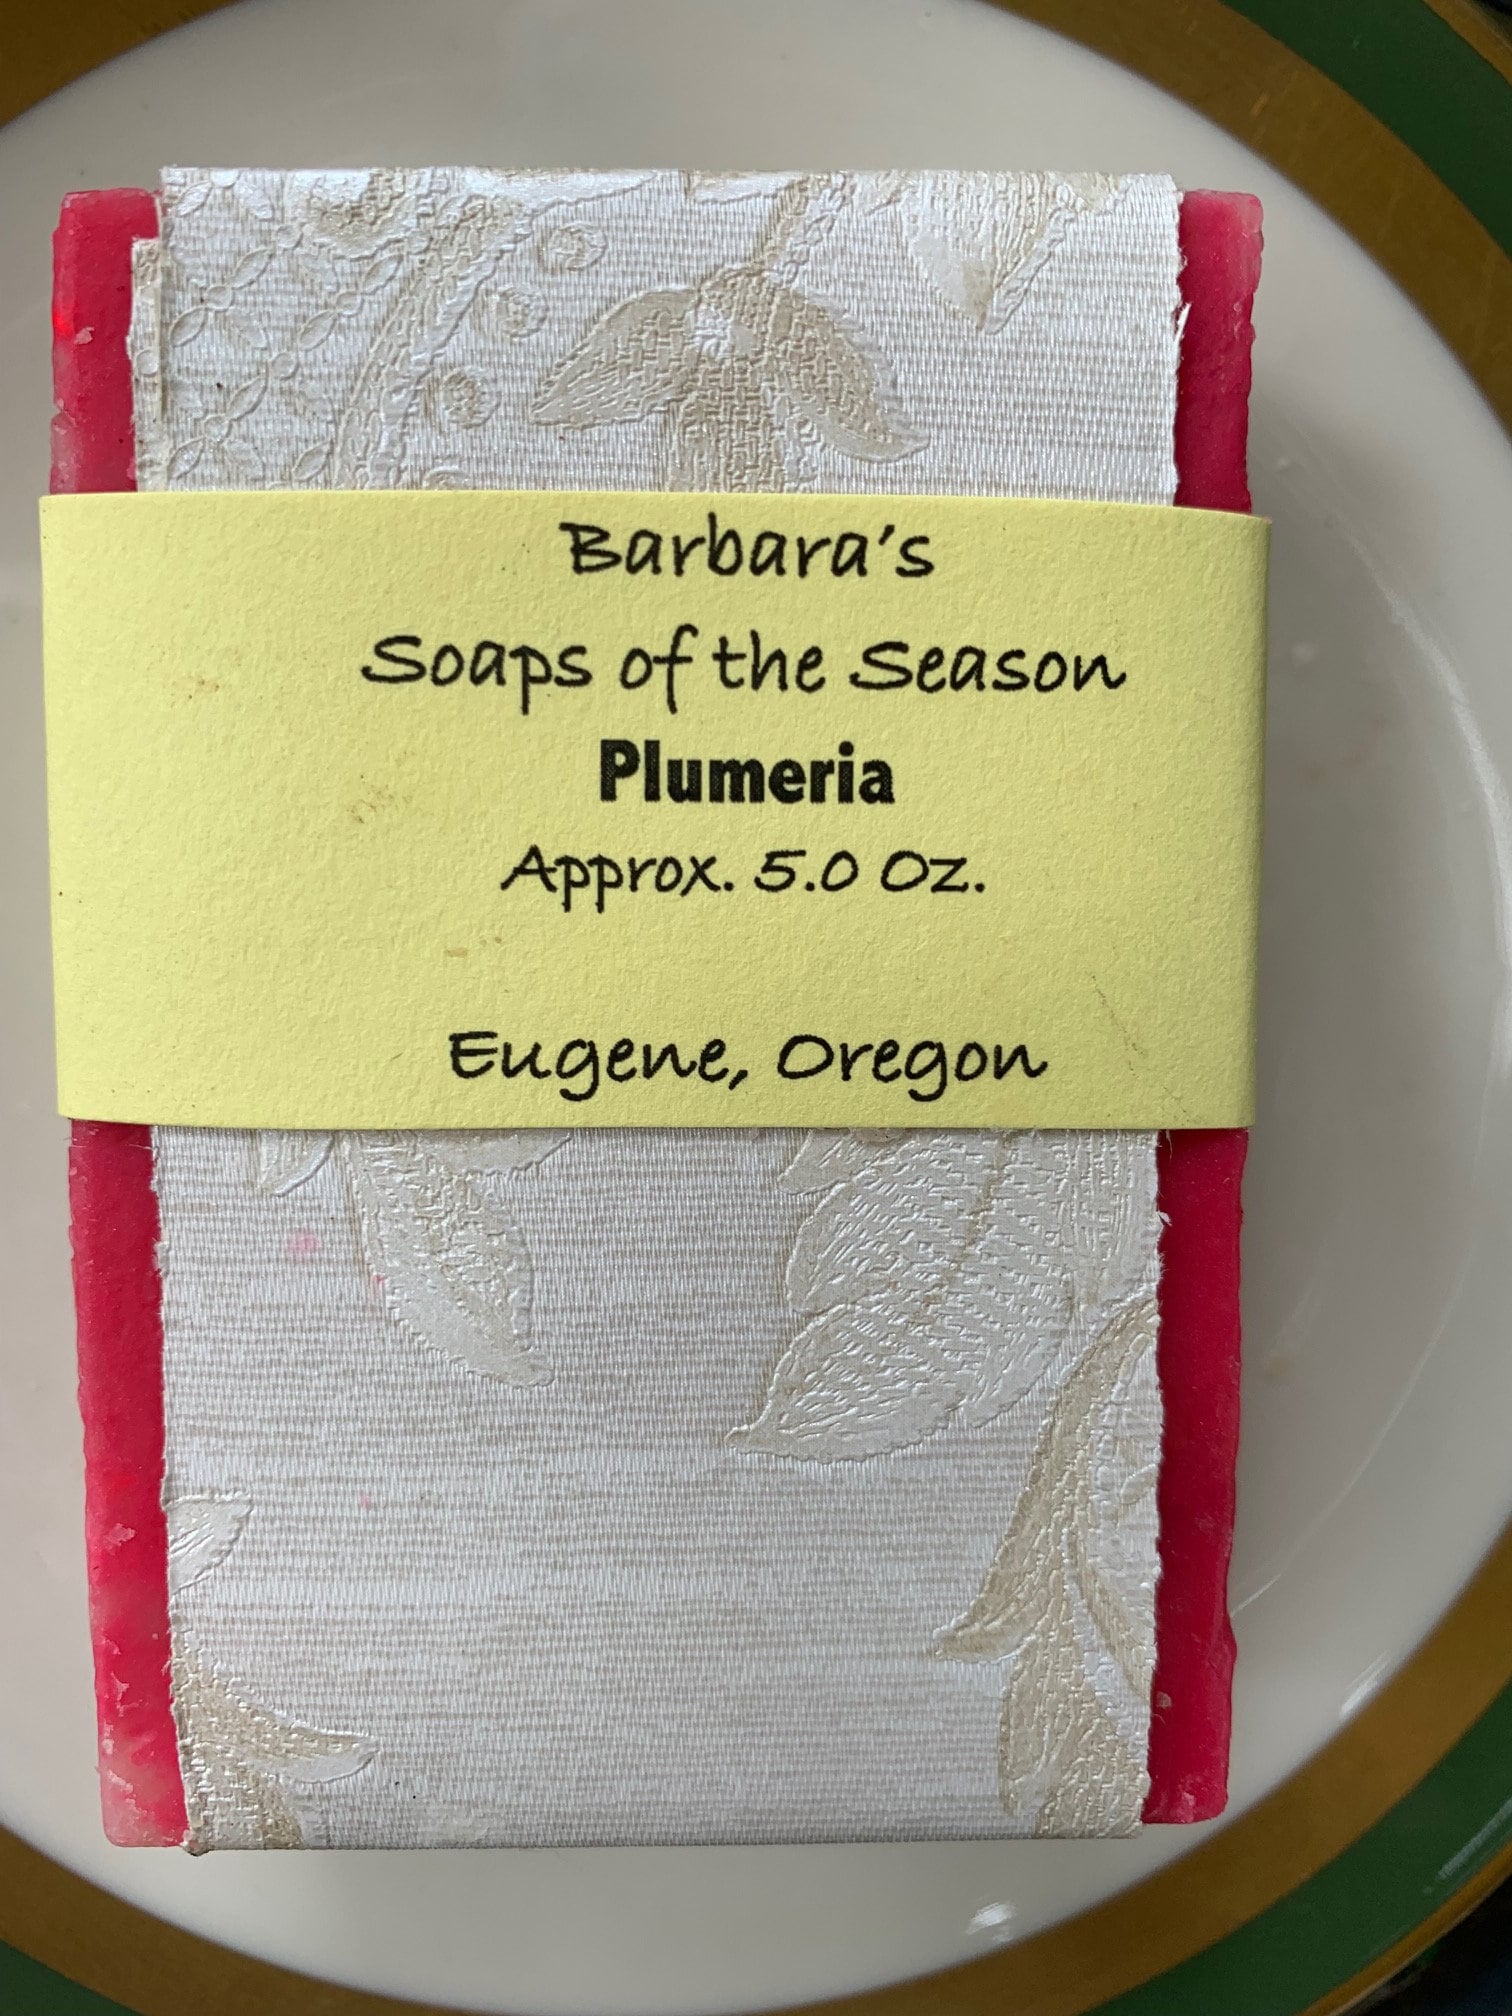 Barbara's
Soaps of the Season
Plumeria
Approx. 5.0 Oz.
Eugene, Oregon